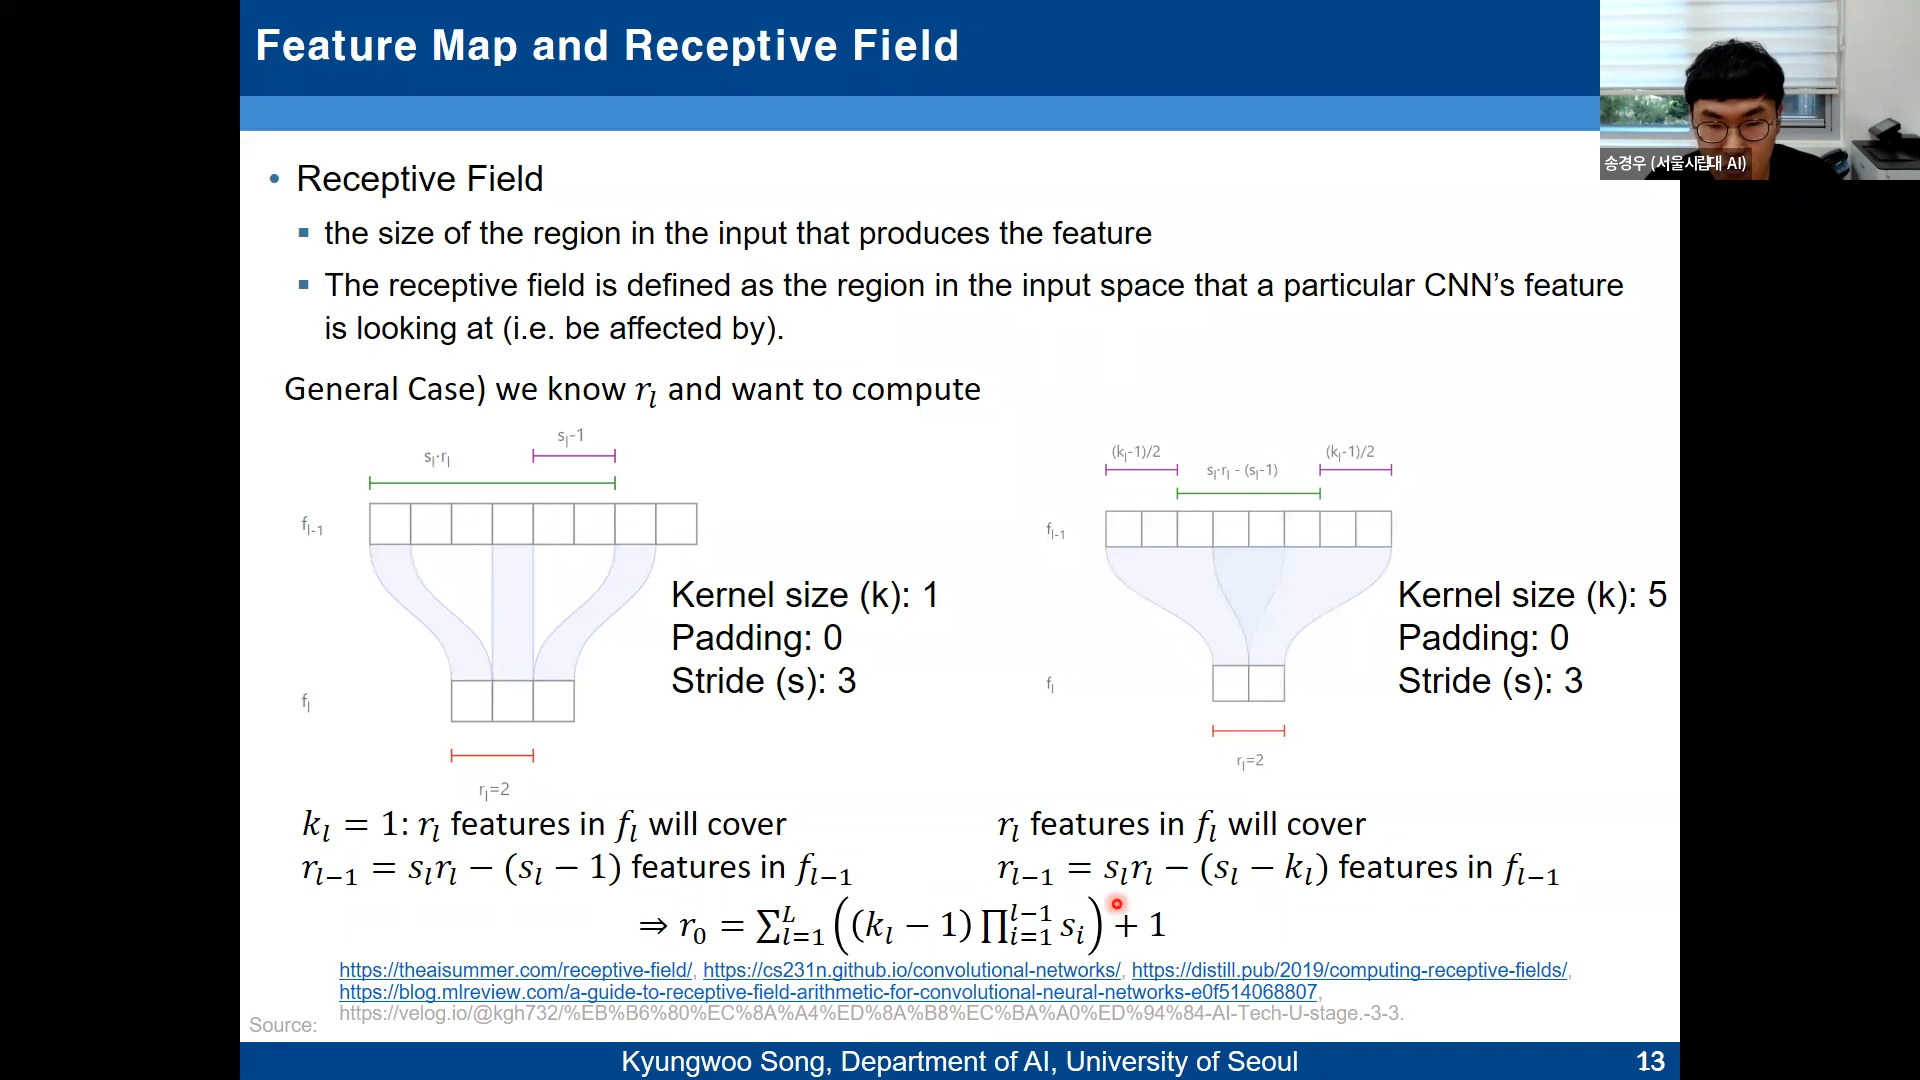 Feature Map and Receptive Field
송경우 (서울시립대 AI)
• Receptive Field
▪ the size of the region in the input that produces the feature
▪ The receptive field is defined as the region in the input space that a particular CNN's feature
is looking at (i.e. be affected by).
General Case) we know r_l and want to compute
s_l-1
s_l·r_l
f_l-1
Kernel size (k): 1
Padding: 0
Stride (s): 3
f_l
r_l=2
(k_l-1)/2
s_l·r_l - (s_l-1)
(k_l-1)/2
f_l-1
Kernel size (k): 5
Padding: 0
Stride (s): 3
f_l
r_l=2
k_l = 1: r_l features in f_l will cover
r_{l−1} = s_l r_l − (s_l − 1) features in f_{l−1}
r_l features in f_l will cover
r_{l−1} = s_l r_l − (s_l − k_l) features in f_{l−1}
⇒ r_0 = ∑_{l=1}^{L} ((k_l − 1) ∏_{i=1}^{l−1} s_i) + 1
https://theaisummer.com/receptive-field/, https://cs231n.github.io/convolutional-networks/, https://distill.pub/2019/computing-receptive-fields/,
https://blog.mlreview.com/a-guide-to-receptive-field-arithmetic-for-convolutional-neural-networks-e0f514068807,
https://velog.io/@kgh732/%EB%B6%80%EC%8A%A4%ED%8A%B8%EC%BA%A0%ED%94%84-AI-Tech-U-stage.-3-3.
Source:
Kyungwoo Song, Department of AI, University of Seoul
13